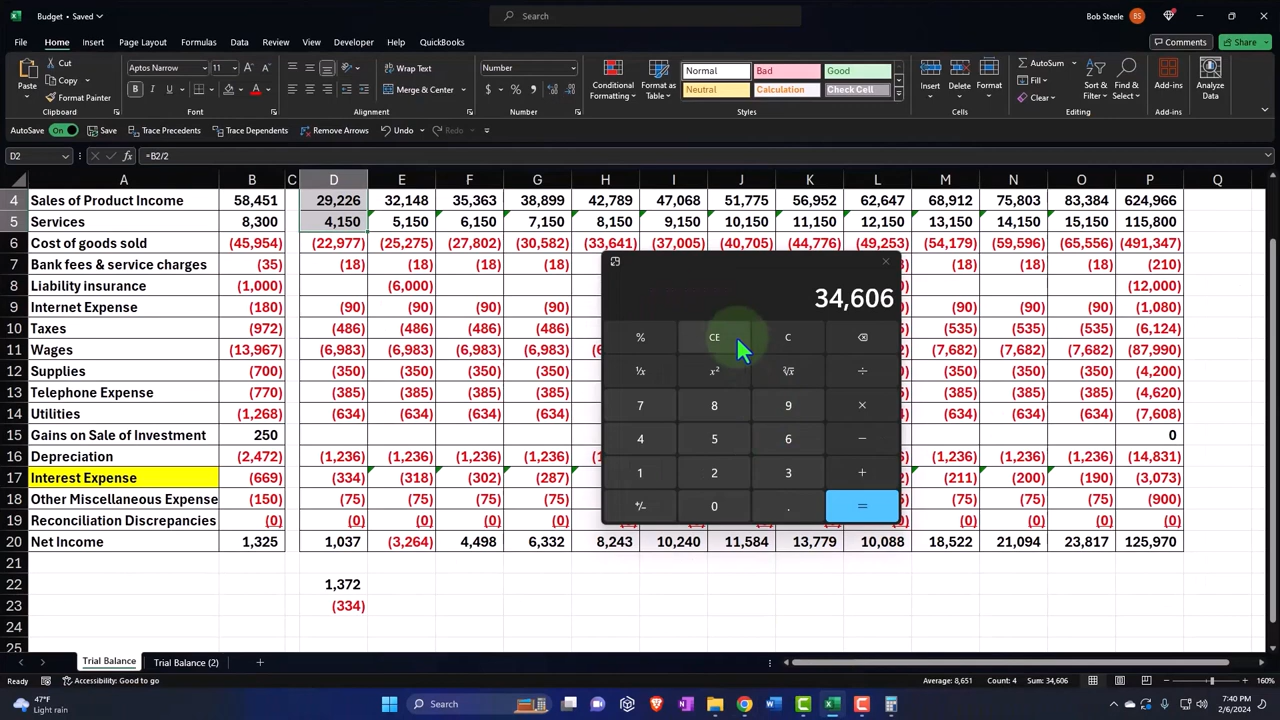 Budget • Saved
Search
Bob Steele BS
File Home Insert Page Layout Formulas Data Review View Developer Help QuickBooks Comments Share
Paste Cut Copy Format Painter Clipboard
Aptos Narrow 11 B I U A Font
Wrap Text Merge & Center Alignment
Number $ % Number
Conditional Formatting Format as Table Normal Bad Good Neutral Calculation Check Cell Styles
Insert Delete Format Cells
AutoSum Fill Clear Sort & Filter Find & Select Editing
Add-ins Add-ins
Analyze Data
AutoSave On Save Trace Precedents Trace Dependents Remove Arrows Undo Redo
D2 fx =B2/2
A B C D E F G H I J K L M N O P Q
4 Sales of Product Income 58,451 29,226 32,148 35,363 38,899 42,789 47,068 51,775 56,952 62,647 68,912 75,803 83,384 624,966
5 Services 8,300 4,150 5,150 6,150 7,150 8,150 9,150 10,150 11,150 12,150 13,150 14,150 15,150 115,800
6 Cost of goods sold (45,954) (22,977) (25,275) (27,802) (30,582) (33,641) (37,005) (40,705) (44,776) (49,253) (54,179) (59,596) (65,556) (491,347)
7 Bank fees & service charges (35) (18) (18) (18) (18) (18) (18) (18) (210)
8 Liability insurance (1,000) (6,000) (12,000)
9 Internet Expense (180) (90) (90) (90) (90) (90) (90) (90) (1,080)
10 Taxes (972) (486) (486) (486) (486) (535) (535) (535) (6,124)
11 Wages (13,967) (6,983) (6,983) (6,983) (6,983) (7,682) (7,682) (7,682) (87,990)
12 Supplies (700) (350) (350) (350) (350) (350) (350) (350) (4,200)
13 Telephone Expense (770) (385) (385) (385) (385) (385) (385) (385) (4,620)
14 Utilities (1,268) (634) (634) (634) (634) (634) (634) (634) (7,608)
15 Gains on Sale of Investment 250 0
16 Depreciation (2,472) (1,236) (1,236) (1,236) (1,236) (1,236) (1,236) (1,236) (14,831)
17 Interest Expense (669) (334) (318) (302) (287) (211) (200) (190) (3,073)
18 Other Miscellaneous Expense (150) (75) (75) (75) (75) (75) (75) (75) (900)
19 Reconciliation Discrepancies (0) (0) (0) (0) (0) (0) (0) (0) (0)
20 Net Income 1,325 1,037 (3,264) 4,498 6,332 8,243 10,240 11,584 13,779 10,088 18,522 21,094 23,817 125,970
21
22 1,372
23 (334)
24
25
34,606
% CE C
¹/x x² ²√x ÷
7 8 9 ×
4 5 6 −
1 2 3 +
+/− 0 . =
Trial Balance Trial Balance (2)
Ready Accessibility: Good to go Average: 8,651 Count: 4 Sum: 34,606 160%
47°F
Light rain
Search
7:40 PM
2/6/2024